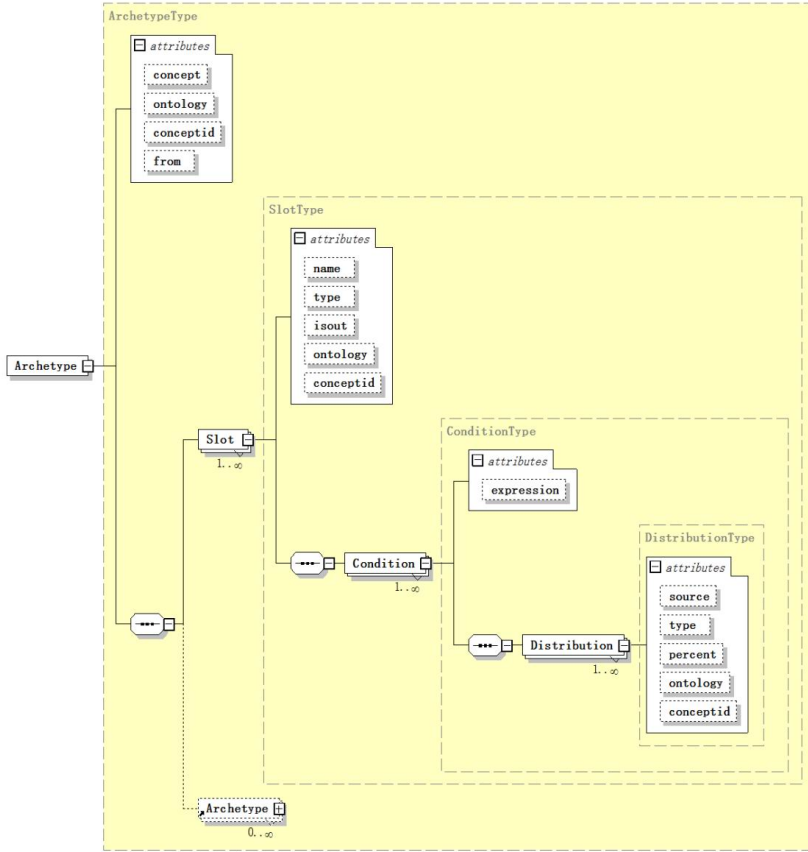 ArchetypeType
attributes
concept
ontology
conceptid
from
SlotType
attributes
name
type
isout
ontology
conceptid
Archetype
Slot
1..∞
ConditionType
attributes
expression
Condition
1..∞
DistributionType
attributes
source
type
percent
ontology
conceptid
Distribution
1..∞
Archetype
0..∞